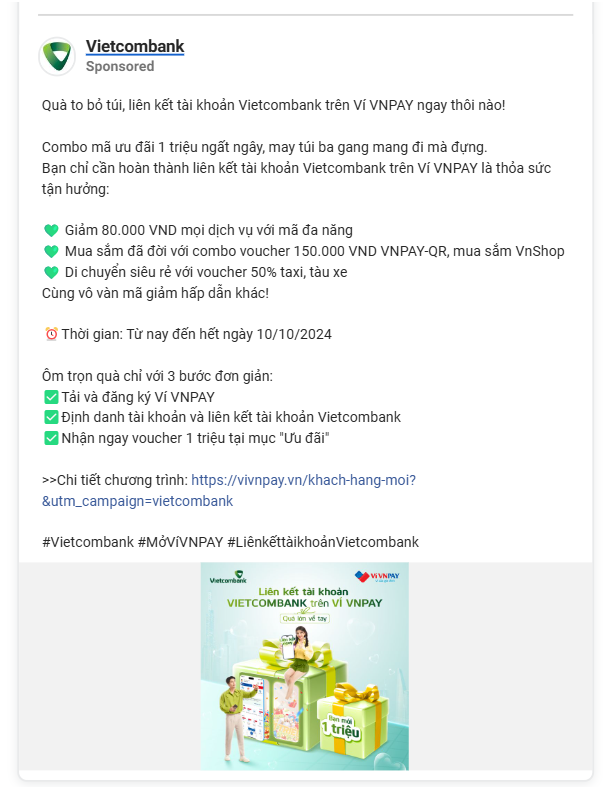 Vietcombank
Sponsored
Quà to bỏ túi, liên kết tài khoản Vietcombank trên Ví VNPAY ngay thôi nào!
Combo mã ưu đãi 1 triệu ngất ngây, may túi ba gang mang đi mà đựng.
Bạn chỉ cần hoàn thành liên kết tài khoản Vietcombank trên Ví VNPAY là thỏa sức
tận hưởng:
💚 Giảm 80.000 VND mọi dịch vụ với mã đa năng
💚 Mua sắm đã đời với combo voucher 150.000 VND VNPAY-QR, mua sắm VnShop
💚 Di chuyển siêu rẻ với voucher 50% taxi, tàu xe
Cùng vô vàn mã giảm hấp dẫn khác!
⏰ Thời gian: Từ nay đến hết ngày 10/10/2024
Ôm trọn quà chỉ với 3 bước đơn giản:
✅ Tải và đăng ký Ví VNPAY
✅ Định danh tài khoản và liên kết tài khoản Vietcombank
✅ Nhận ngay voucher 1 triệu tại mục "Ưu đãi"
>>Chi tiết chương trình: https://vivnpay.vn/khach-hang-moi?
&utm_campaign=vietcombank
#Vietcombank #MởVíVNPAY #LiênkếttàikhoảnVietcombank
Vietcombank
VÍ VNPAY
Liên kết tài khoản
VIETCOMBANK trên VÍ VNPAY
Quà lớn về tay
Bạn mới
1 triệu